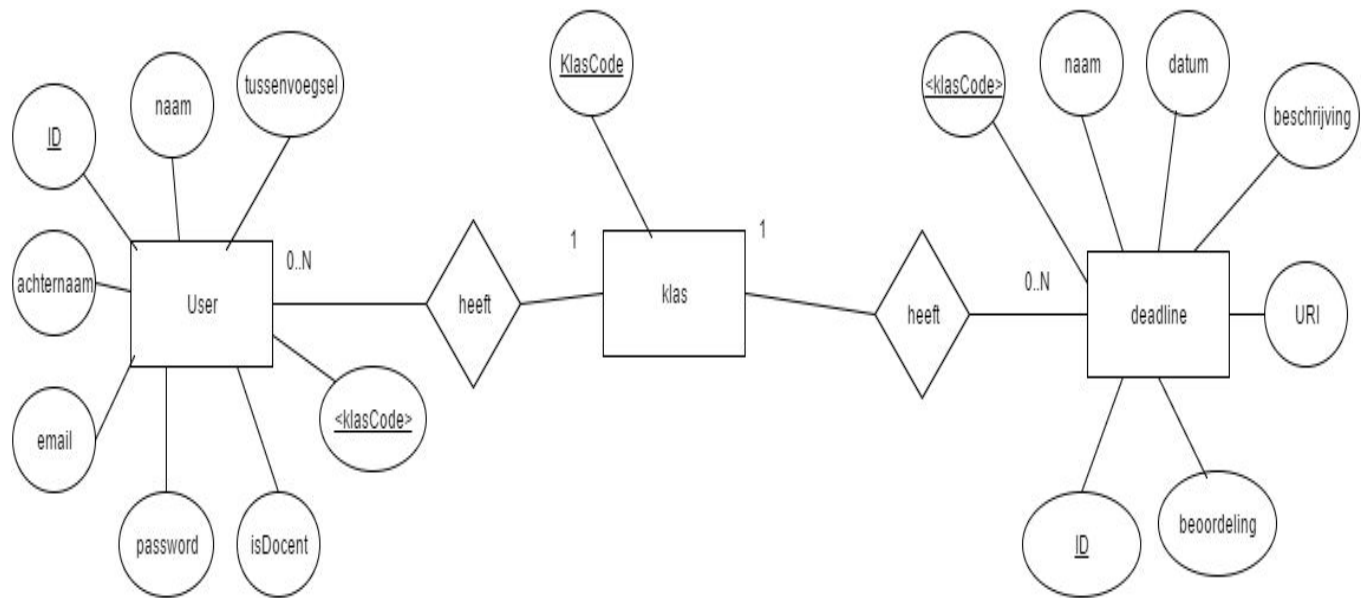 KlasCode
<klasCode>
naam
datum
tussenvoegsel
naam
beschrijving
ID
achternaam
0..N
1
1
0..N
User
heeft
klas
heeft
deadline
URI
email
<klasCode>
password
isDocent
ID
beoordeling